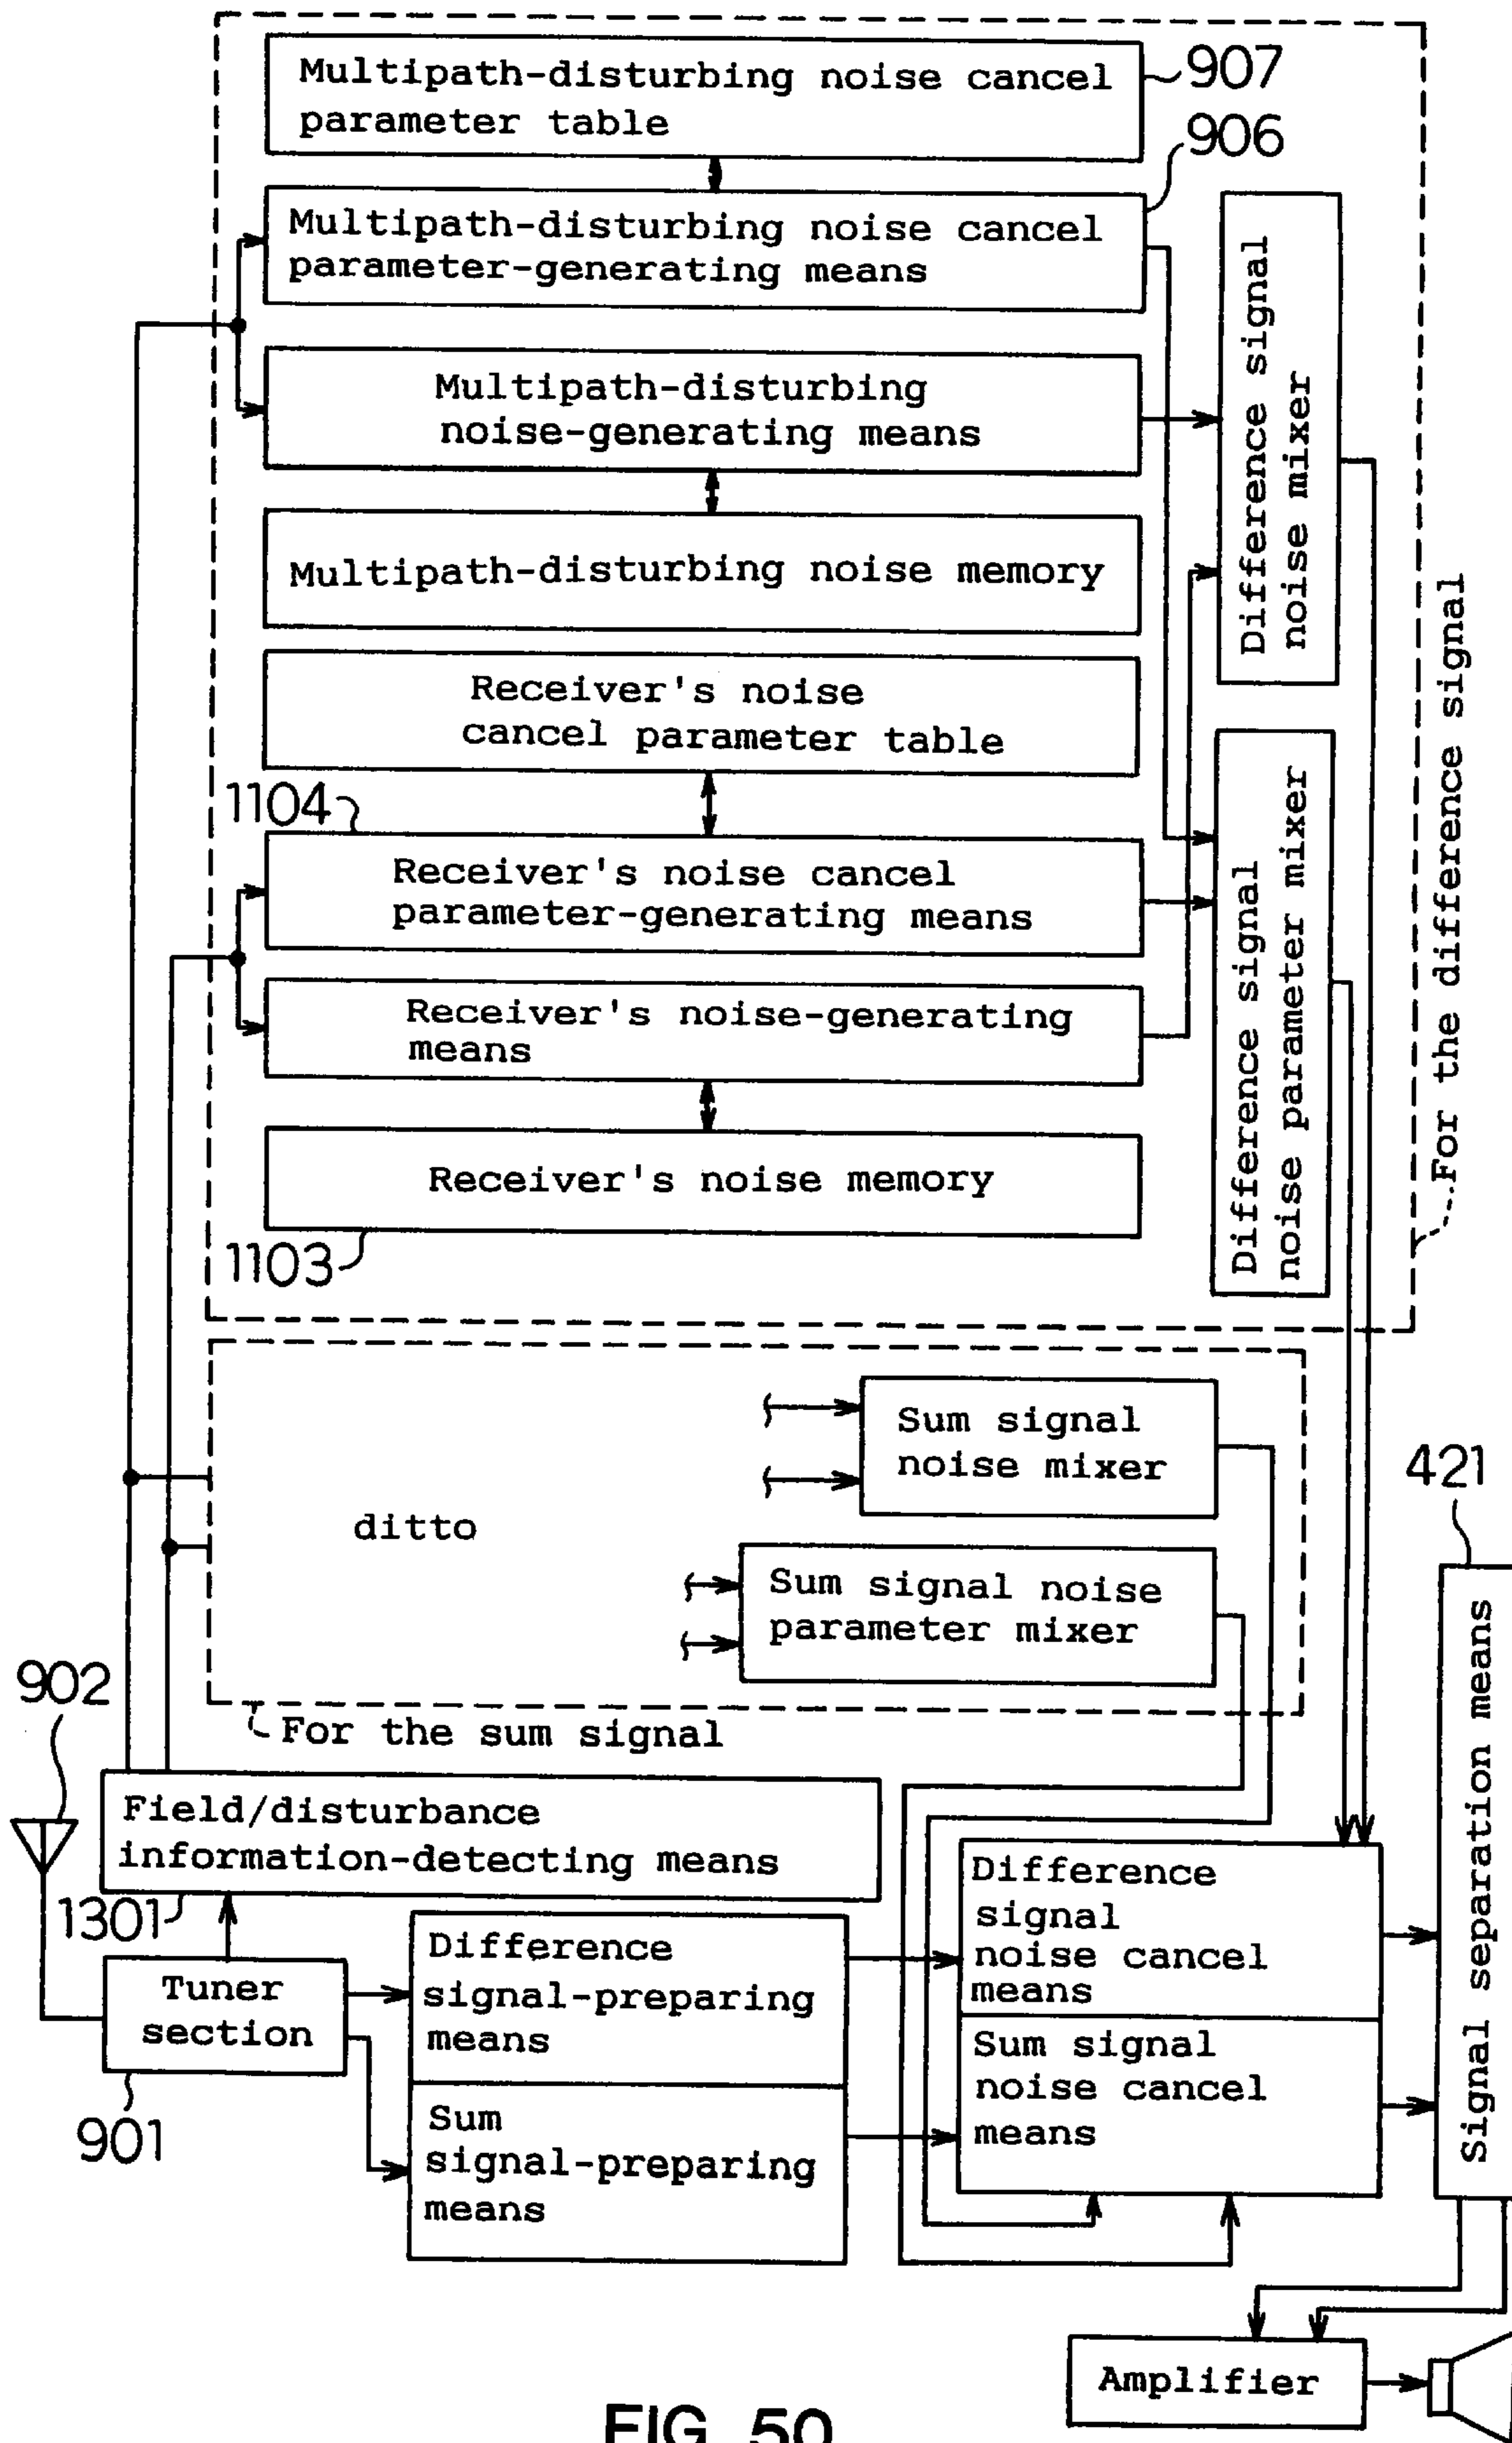 Multipath-disturbing noise cancel
parameter table
907
906
Multipath-disturbing noise cancel
parameter-generating means
Multipath-disturbing
noise-generating means
Multipath-disturbing noise memory
Difference signal
noise mixer
Receiver's noise
cancel parameter table
1104
Receiver's noise cancel
parameter-generating means
Receiver's noise-generating
means
Receiver's noise memory
1103
Difference signal
noise parameter mixer
For the difference signal
Sum signal
noise mixer
ditto
Sum signal noise
parameter mixer
For the sum signal
421
Signal separation means
902
Field/disturbance
information-detecting means
1301
Tuner
section
901
Difference
signal-preparing
means
Sum
signal-preparing
means
Difference
signal
noise cancel
means
Sum signal
noise cancel
means
Amplifier
FIG. 50